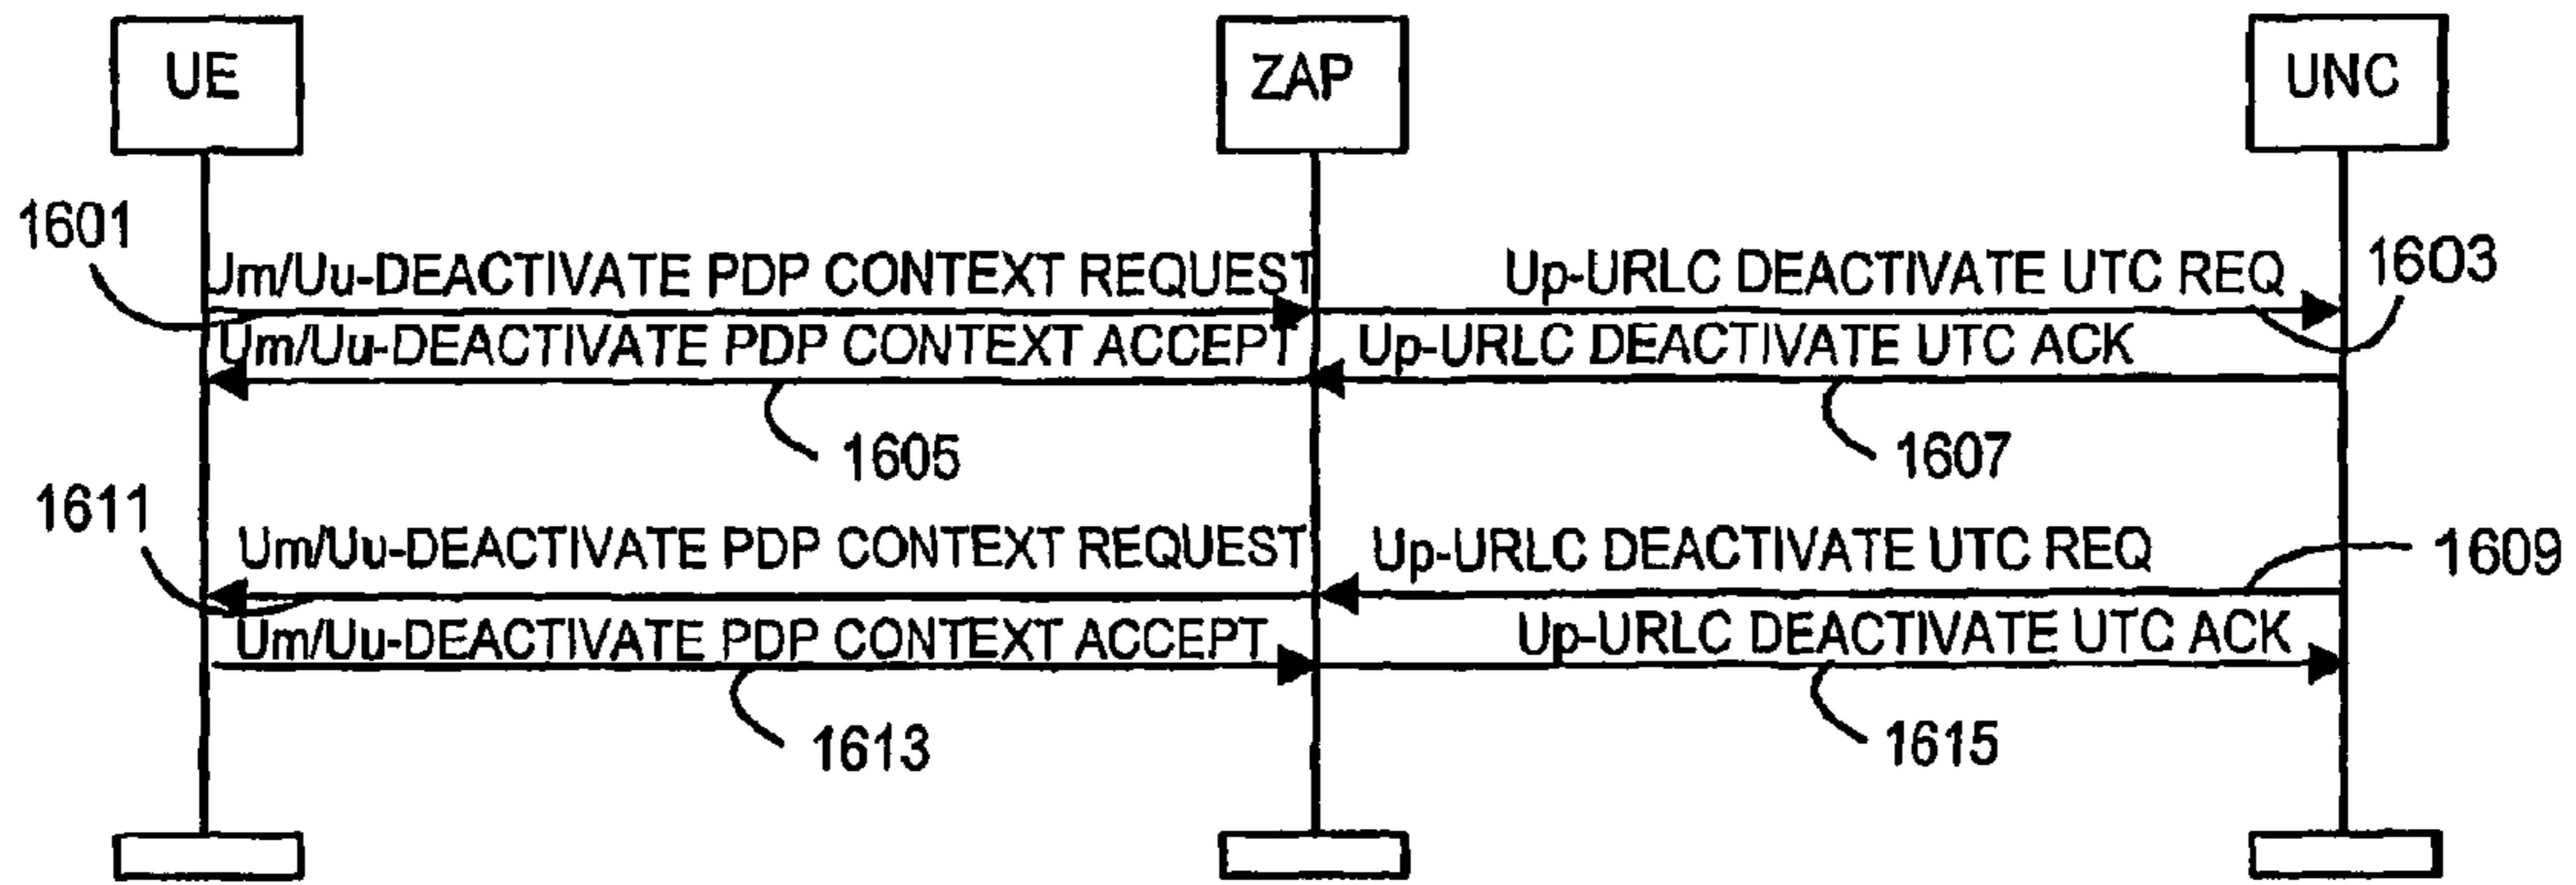 UE
ZAP
UNC
1601
Um/Uu-DEACTIVATE PDP CONTEXT REQUEST
Up-URLC DEACTIVATE UTC REQ
1603
Um/Uu-DEACTIVATE PDP CONTEXT ACCEPT
Up-URLC DEACTIVATE UTC ACK
1605
1607
1611
Um/Uu-DEACTIVATE PDP CONTEXT REQUEST
Up-URLC DEACTIVATE UTC REQ
1609
Um/Uu-DEACTIVATE PDP CONTEXT ACCEPT
Up-URLC DEACTIVATE UTC ACK
1613
1615